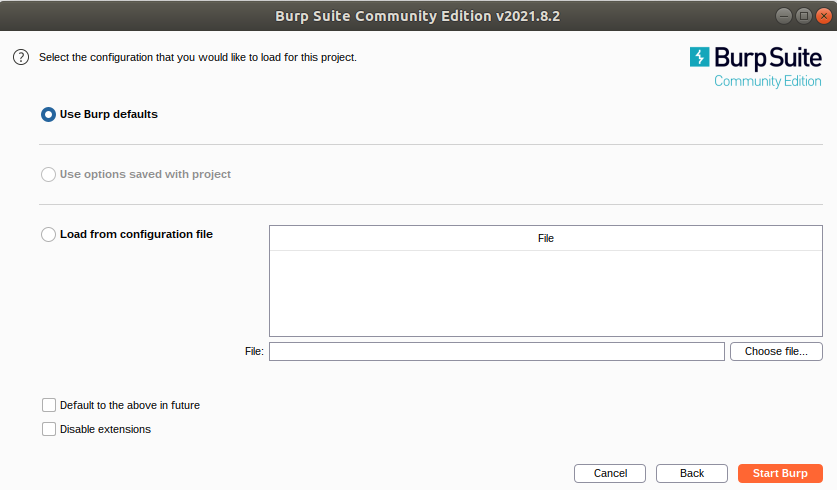 Burp Suite Community Edition v2021.8.2
? Select the configuration that you would like to load for this project.
Burp Suite
Community Edition
Use Burp defaults
Use options saved with project
Load from configuration file
File
File:
Choose file...
Default to the above in future
Disable extensions
Cancel Back Start Burp